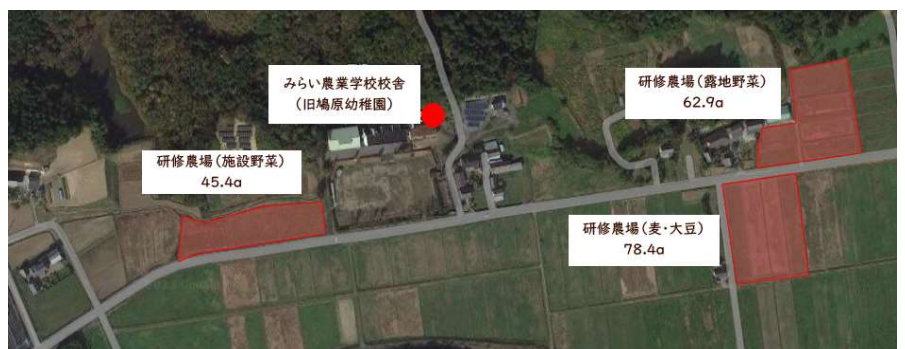 みらい農業学校校舎
(旧鳩原幼稚園)
研修農場(露地野菜)
62.9a
研修農場(施設野菜)
45.4a
研修農場(麦・大豆)
78.4a